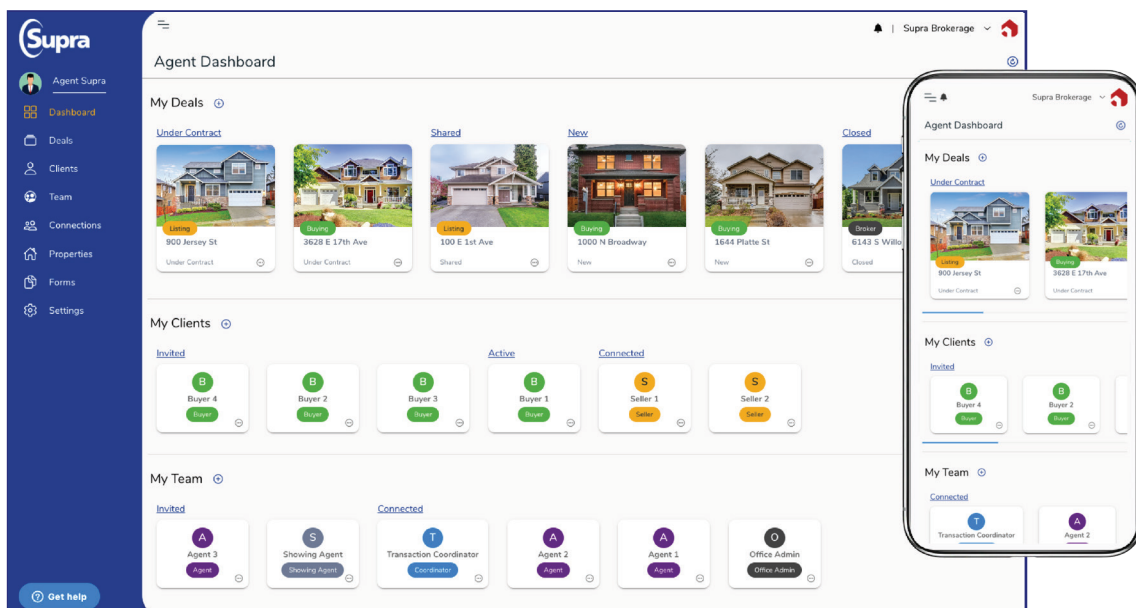 Supra
Supra Brokerage
Agent Dashboard
Agent Supra
Dashboard
Deals
Clients
Team
Connections
Properties
Forms
Settings
Get help
My Deals
Under Contract
Shared
New
Closed
Listing
900 Jersey St
Under Contract
Buying
3628 E 17th Ave
Under Contract
Listing
100 E 1st Ave
Shared
Buying
1000 N Broadway
New
Buying
1644 Platte St
New
Broker
6143 S Willo
Closed
My Clients
Invited
Active
Connected
B
Buyer 4
Buyer
B
Buyer 2
Buyer
B
Buyer 3
Buyer
B
Buyer 1
Buyer
S
Seller 1
Seller
S
Seller 2
Seller
My Team
Invited
Connected
A
Agent 3
Agent
S
Showing Agent
Showing Agent
T
Transaction Coordinator
Coordinator
A
Agent 2
Agent
A
Agent 1
Agent
O
Office Admin
Office Admin
Supra Brokerage
Agent Dashboard
My Deals
Under Contract
Listing
900 Jersey St
Under Contract
Buying
3628 E 17th Ave
Under Contract
My Clients
Invited
B
Buyer 4
Buyer
B
Buyer 2
Buyer
My Team
Connected
T
Transaction Coordinator
A
Agent 2